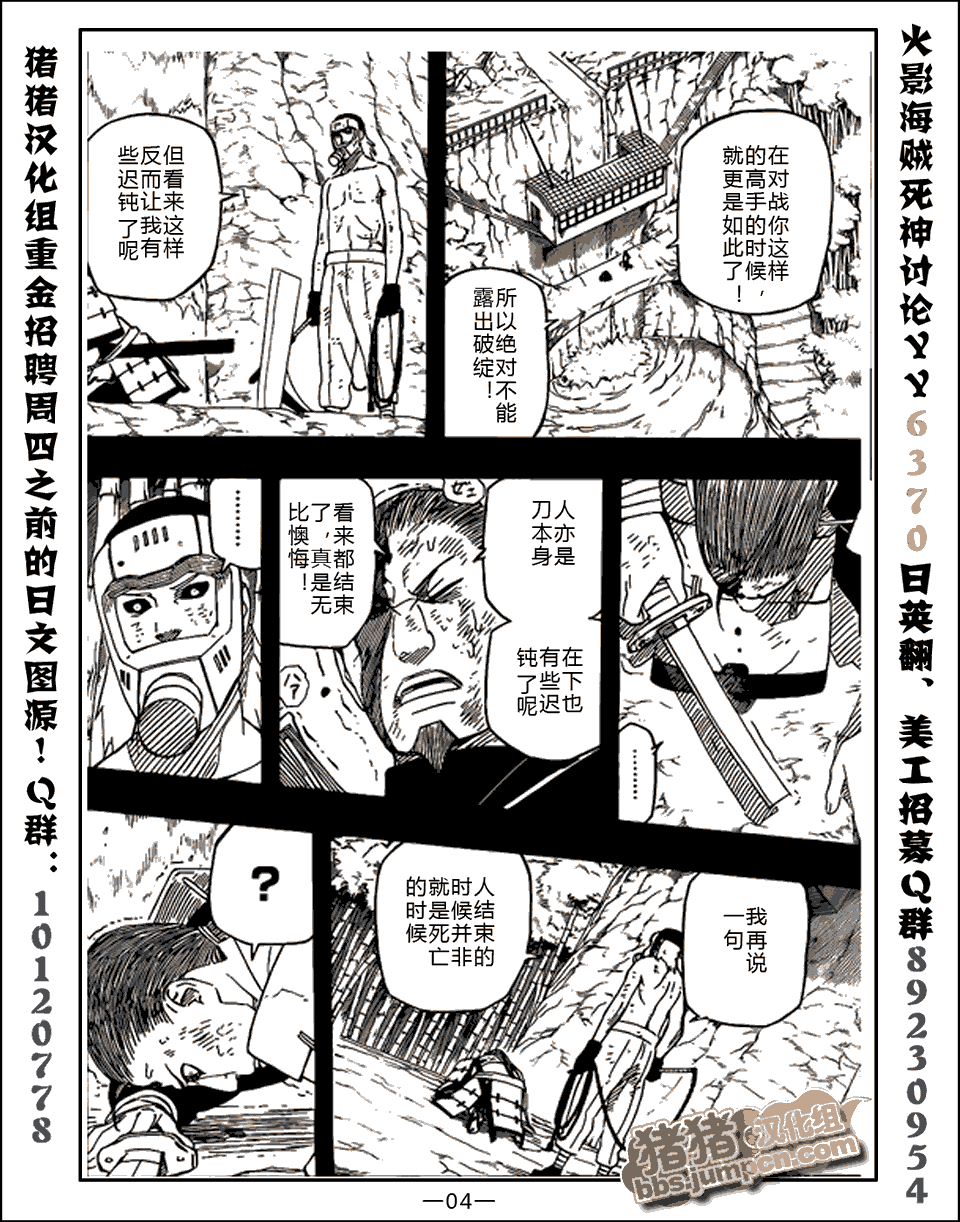 火影海贼死神讨论YY6370日英翻、美工招募Q群892309 54
在对战你这样
的高手的时候，
就更是如此了！
所以绝对不能
露出破绽！
但看来这样
反而让我有
些迟钝了呢
人亦是
刀本身
在下也
有些迟
钝了呢
………
看来都结束
了，真是无
比懊悔！
(?)
………
我再说
一句
人结束的
时候并非
就是死亡
的时候
?
猪猪汉化组重金招聘周四之前的日文图源！Q群：101207 78
猪猪汉化组
bbs.jumpcn.com
—04—